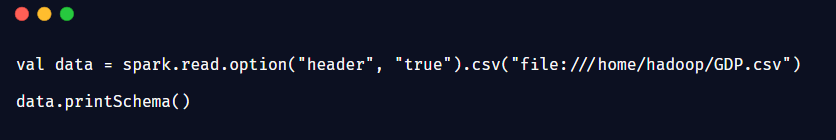 val data = spark.read.option("header", "true").csv("file:///home/hadoop/GDP.csv")
data.printSchema()